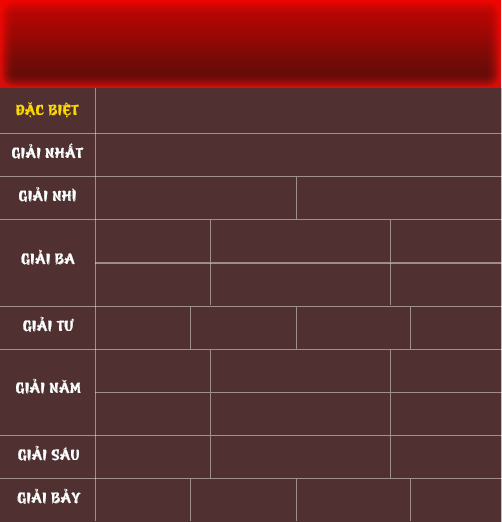 ĐẶC BIỆT
GIẢI NHẤT
GIẢI NHÌ
GIẢI BA
GIẢI TƯ
GIẢI NĂM
GIẢI SÁU
GIẢI BẢY